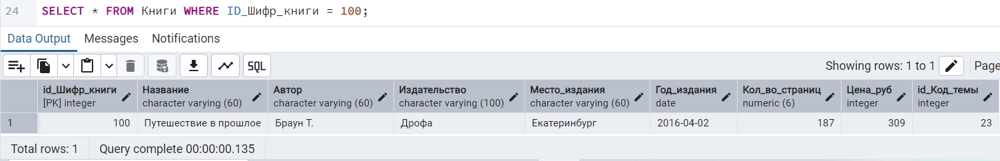 24 SELECT * FROM Книги WHERE ID_Шифр_книги = 100;
Data Output Messages Notifications
SQL Showing rows: 1 to 1 Page
id_Шифр_книги Название Автор Издательство Место_издания Год_издания Кол_во_страниц Цена_руб id_Код_темы
[PK] integer character varying (60) character varying (60) character varying (100) character varying (60) date numeric (6) integer integer
1 100 Путешествие в прошлое Браун Т. Дрофа Екатеринбург 2016-04-02 187 309 23
Total rows: 1 Query complete 00:00:00.135